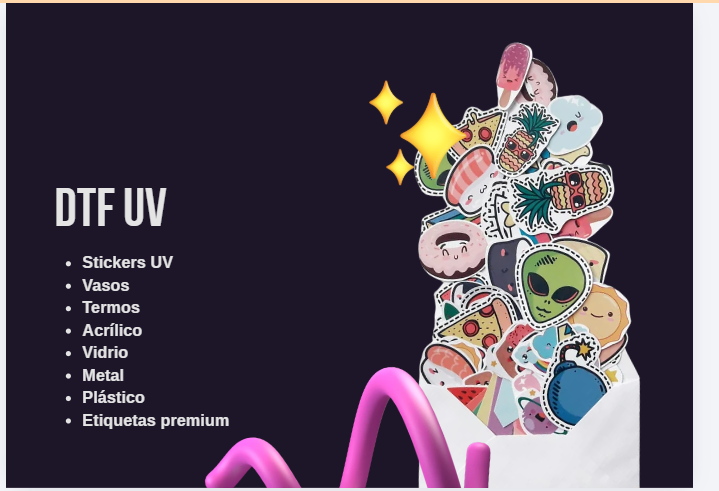 DTF UV
Stickers UV
Vasos
Termos
Acrílico
Vidrio
Metal
Plástico
Etiquetas premium